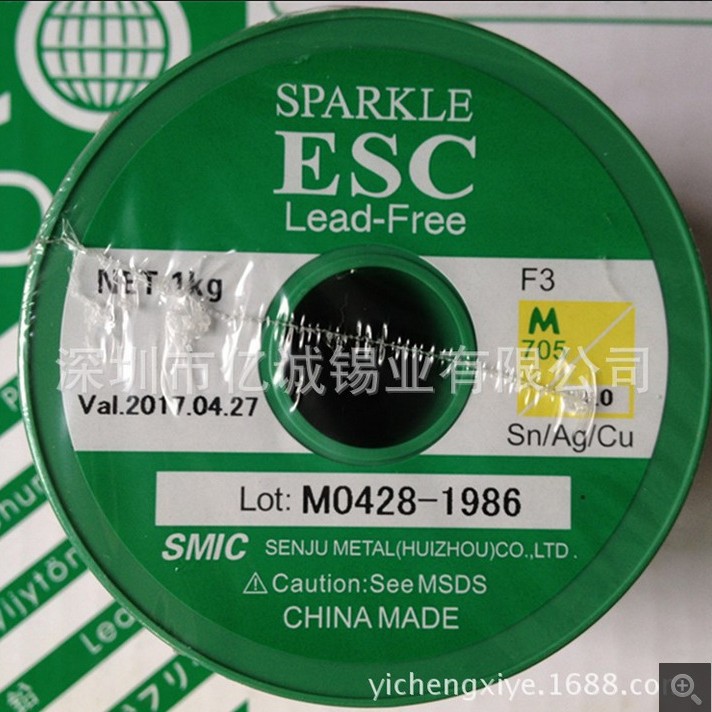 SPARKLE
ESC
Lead-Free
NET 1kg
F3
M
705
.0
深圳市亿诚锡业有限公司
Val.2017.04.27
Sn/Ag/Cu
Lot: M0428-1986
SMIC SENJU METAL(HUIZHOU)CO.,LTD.
⚠Caution:See MSDS
CHINA MADE
yichengxiye.1688.com